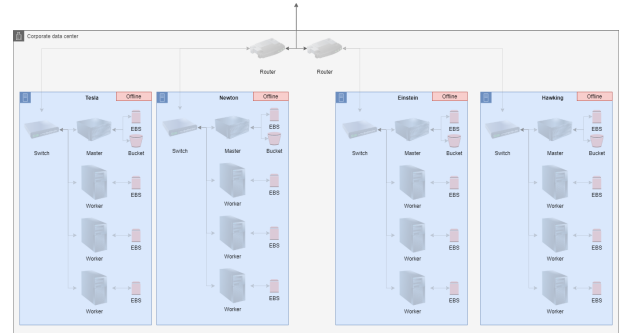 Corporate data center
Router
Router
Tesla
Offline
Newton
Offline
Einstein
Offline
Hawking
Offline
EBS
EBS
EBS
EBS
Switch
Master
Bucket
Switch
Master
Bucket
Switch
Master
Bucket
Switch
Master
Bucket
EBS
EBS
EBS
EBS
Worker
Worker
Worker
Worker
EBS
EBS
EBS
EBS
Worker
Worker
Worker
Worker
EBS
EBS
EBS
EBS
Worker
Worker
Worker
Worker